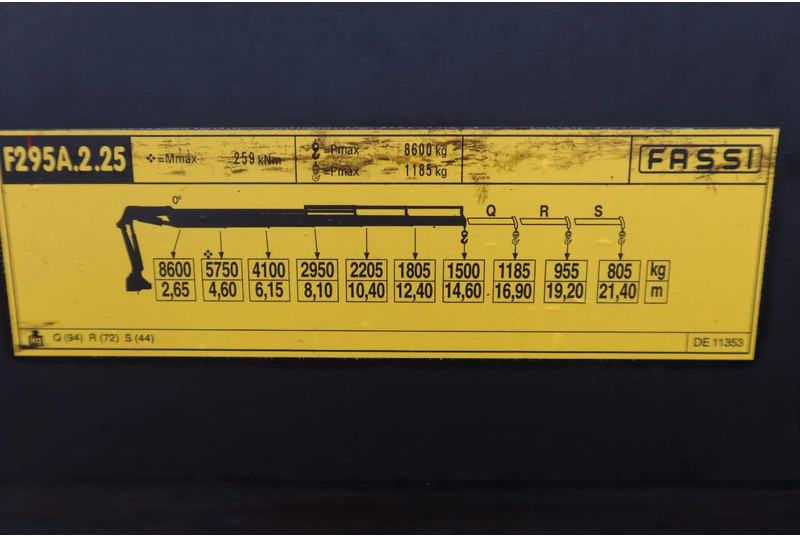 F295A.2.25 =Mmax 259 kNm =Pmax 8600 kg FASSI
=Pmax 1185 kg
0°
Q R S
8600 5750 4100 2950 2205 1805 1500 1185 955 805 kg
2,65 4,60 6,15 8,10 10,40 12,40 14,60 16,90 19,20 21,40 m
Kg Q (94) R (72) S (44) DE 11353